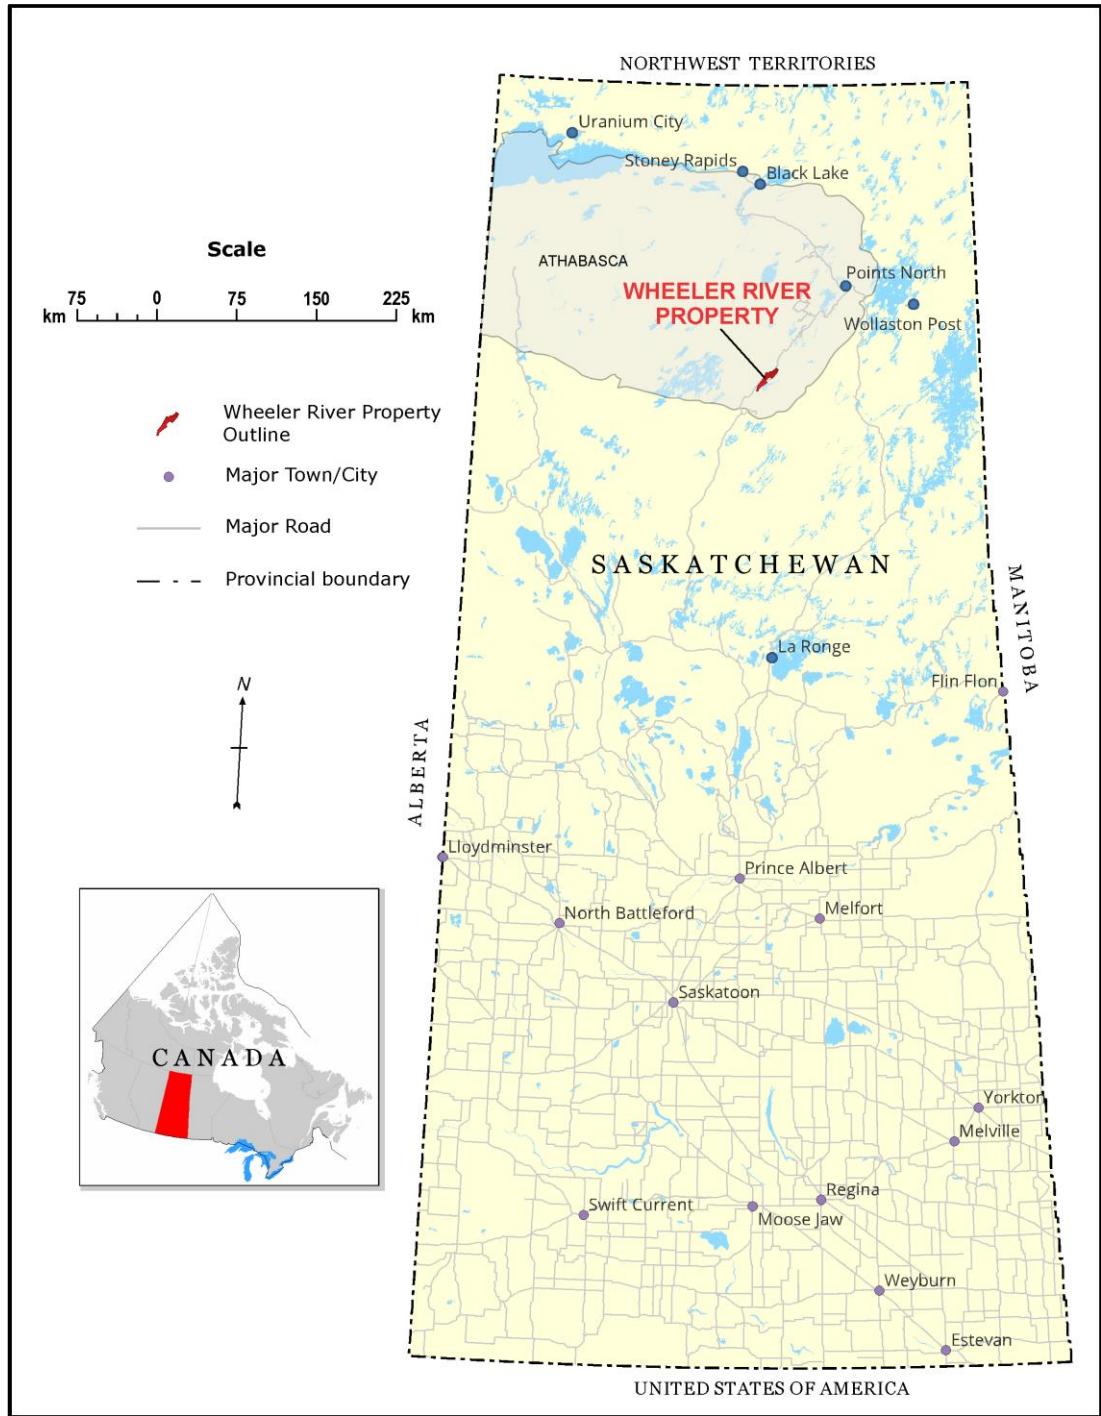 NORTHWEST TERRITORIES
Uranium City
Stoney Rapids
Black Lake
ATHABASCA
Points North
WHEELER RIVER
PROPERTY
Wollaston Post
Scale
75 0 75 150 225
km km
Wheeler River Property
Outline
Major Town/City
Major Road
Provincial boundary
N
SASKATCHEWAN
MANITOBA
La Ronge
Flin Flon
ALBERTA
Lloydminster
Prince Albert
North Battleford
Melfort
Saskatoon
CANADA
Yorkton
Melville
Regina
Swift Current
Moose Jaw
Weyburn
Estevan
UNITED STATES OF AMERICA